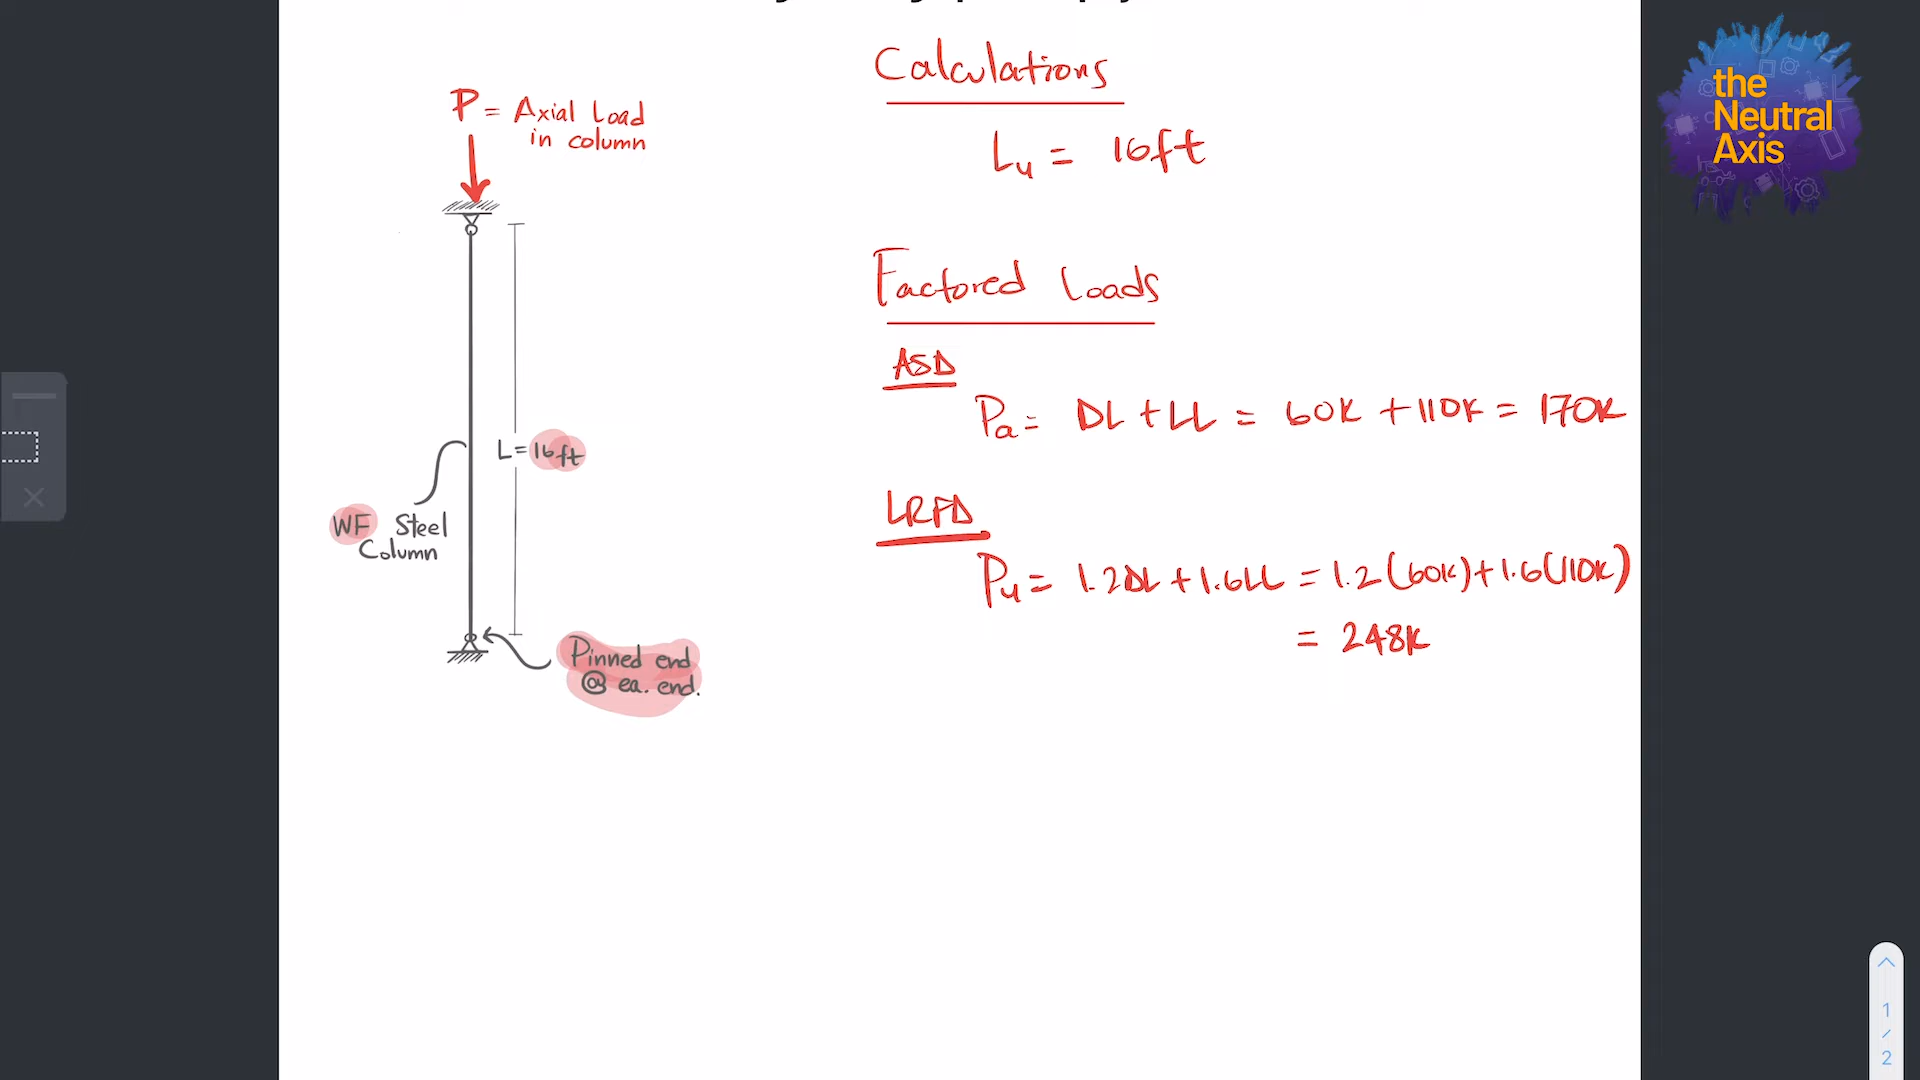 P = Axial Load
in column
L = 16ft
WF Steel
Column
Pinned end
@ ea. end.
Calculations
Lu = 16ft
Factored Loads
ASD
Pa = DL + LL = 60K + 110K = 170K
LRFD
Pu = 1.2DL + 1.6LL = 1.2(60K) + 1.6(110K)
= 248K
the
Neutral
Axis
1
/
2